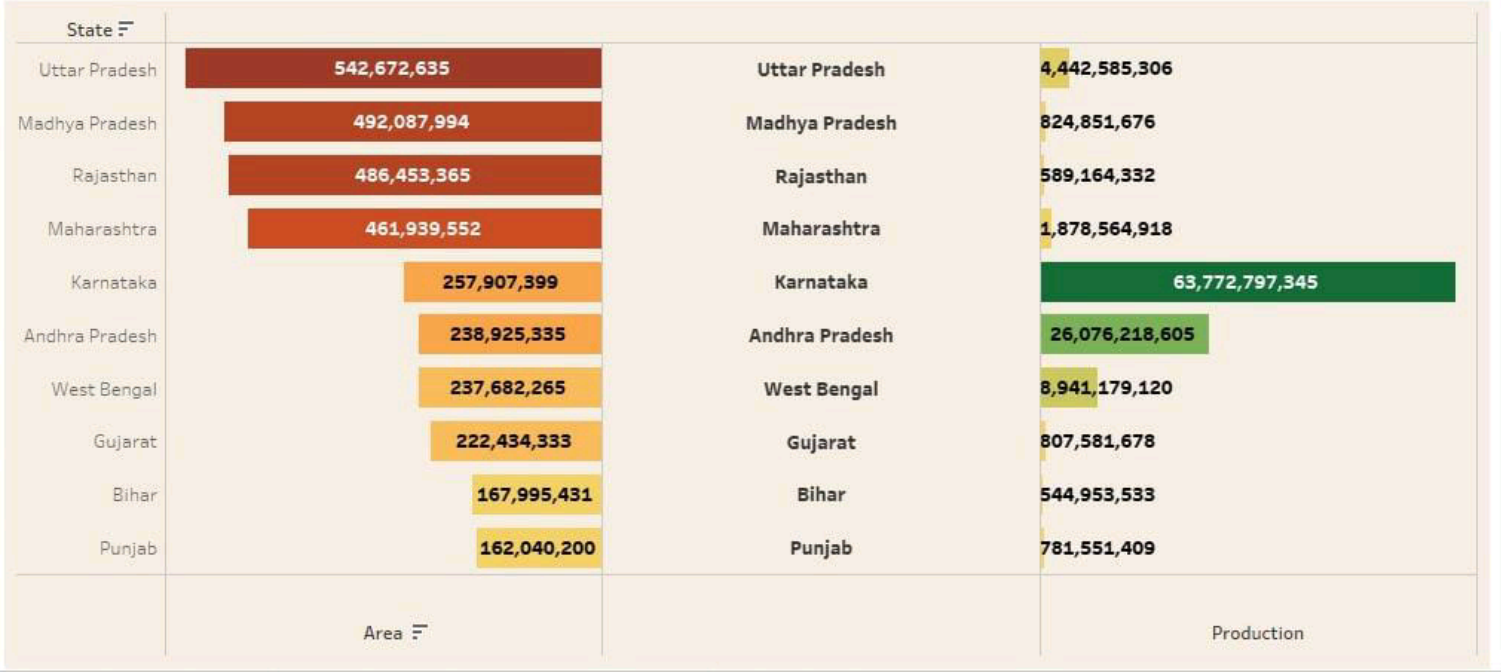 State
Uttar Pradesh 542,672,635 Uttar Pradesh 4,442,585,306
Madhya Pradesh 492,087,994 Madhya Pradesh 824,851,676
Rajasthan 486,453,365 Rajasthan 589,164,332
Maharashtra 461,939,552 Maharashtra 1,878,564,918
Karnataka 257,907,399 Karnataka 63,772,797,345
Andhra Pradesh 238,925,335 Andhra Pradesh 26,076,218,605
West Bengal 237,682,265 West Bengal 8,941,179,120
Gujarat 222,434,333 Gujarat 807,581,678
Bihar 167,995,431 Bihar 544,953,533
Punjab 162,040,200 Punjab 781,551,409
Area Production